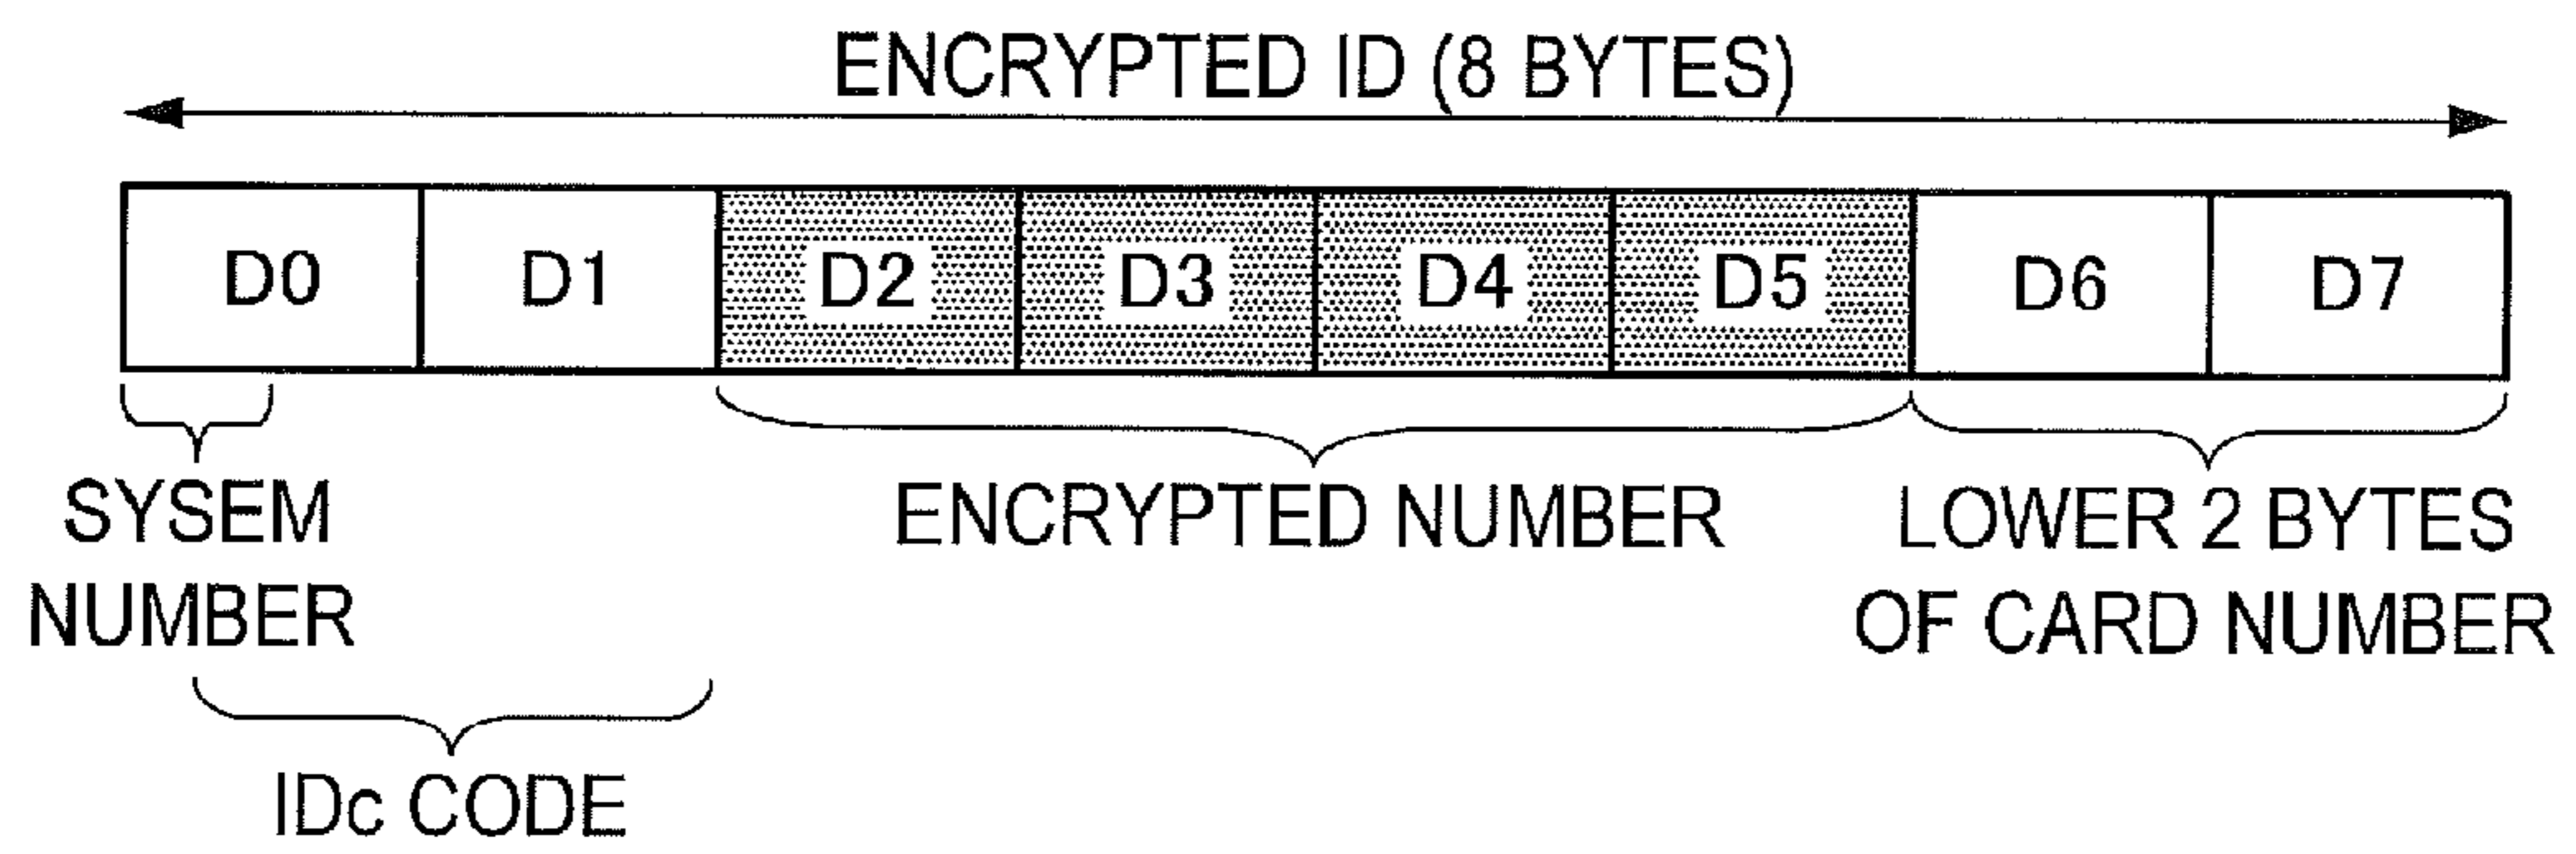 ENCRYPTED ID (8 BYTES)
D0 D1 D2 D3 D4 D5 D6 D7
SYSEM
NUMBER
ENCRYPTED NUMBER
LOWER 2 BYTES
OF CARD NUMBER
IDc CODE